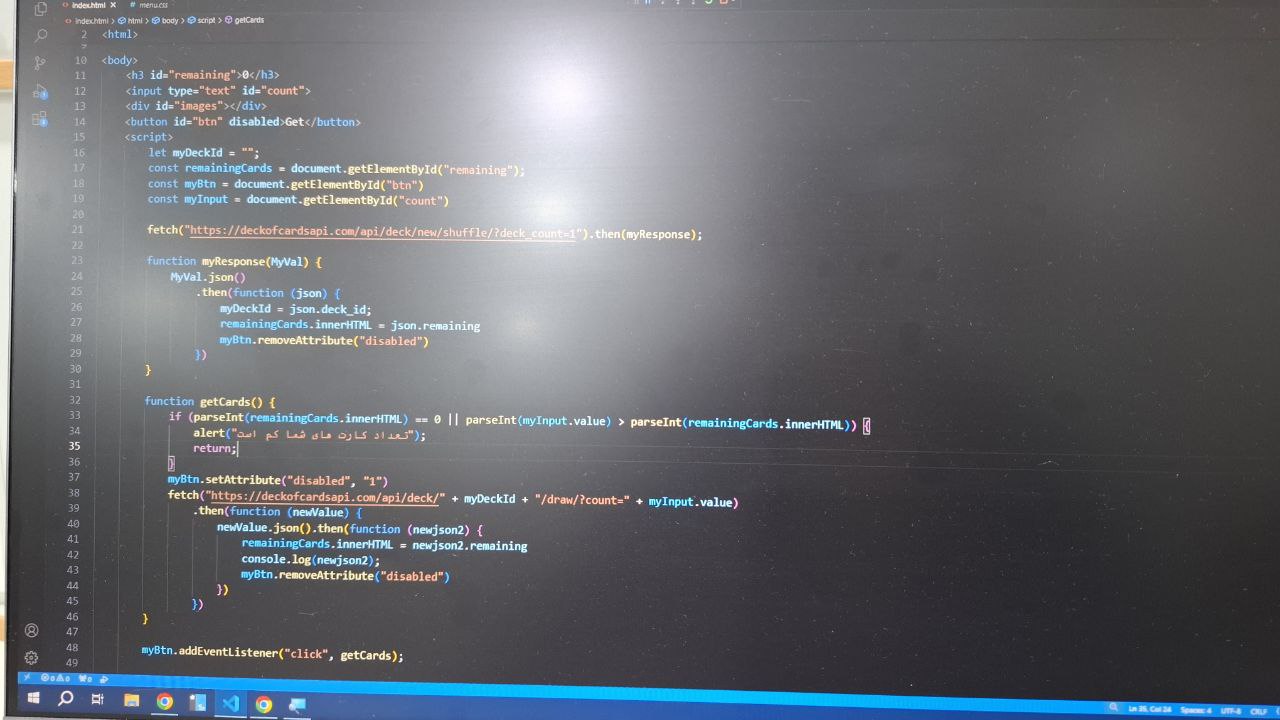 index.html × # menu.css
index.html > html > body > script > getCards
2 <html>
9
10 <body>
11 <h3 id="remaining">0</h3>
12 <input type="text" id="count">
13 <div id="images"></div>
14 <button id="btn" disabled>Get</button>
15 <script>
16 let myDeckId = "";
17 const remainingCards = document.getElementById("remaining");
18 const myBtn = document.getElementById("btn")
19 const myInput = document.getElementById("count")
20
21 fetch("https://deckofcardsapi.com/api/deck/new/shuffle/?deck_count=1").then(myResponse);
22
23 function myResponse(MyVal) {
24 MyVal.json()
25 .then(function (json) {
26 myDeckId = json.deck_id;
27 remainingCards.innerHTML = json.remaining
28 myBtn.removeAttribute("disabled")
29 })
30 }
31
32 function getCards() {
33 if (parseInt(remainingCards.innerHTML) == 0 || parseInt(myInput.value) > parseInt(remainingCards.innerHTML)) {
34 alert("تعداد کارت های شما کم است");
35 return;
36 }
37 myBtn.setAttribute("disabled", "1")
38 fetch("https://deckofcardsapi.com/api/deck/" + myDeckId + "/draw/?count=" + myInput.value)
39 .then(function (newValue) {
40 newValue.json().then(function (newjson2) {
41 remainingCards.innerHTML = newjson2.remaining
42 console.log(newjson2);
43 myBtn.removeAttribute("disabled")
44 })
45 })
46 }
47
48 myBtn.addEventListener("click", getCards);
49
0 0 0
Ln 35, Col 24 Spaces: 4 UTF-8 CRLF